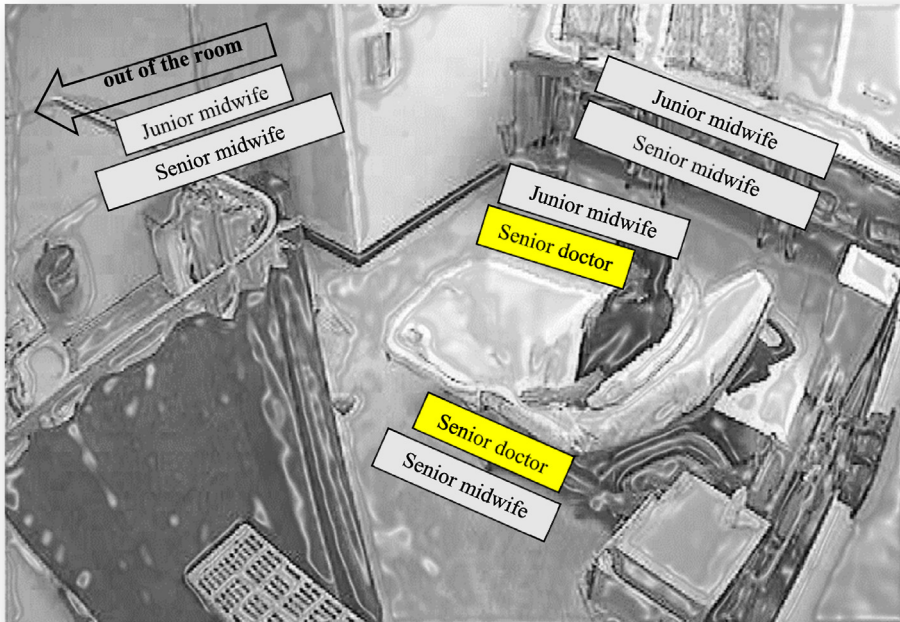 out of the room
Junior midwife
Senior midwife
Junior midwife
Senior midwife
Junior midwife
Senior doctor
Senior doctor
Senior midwife